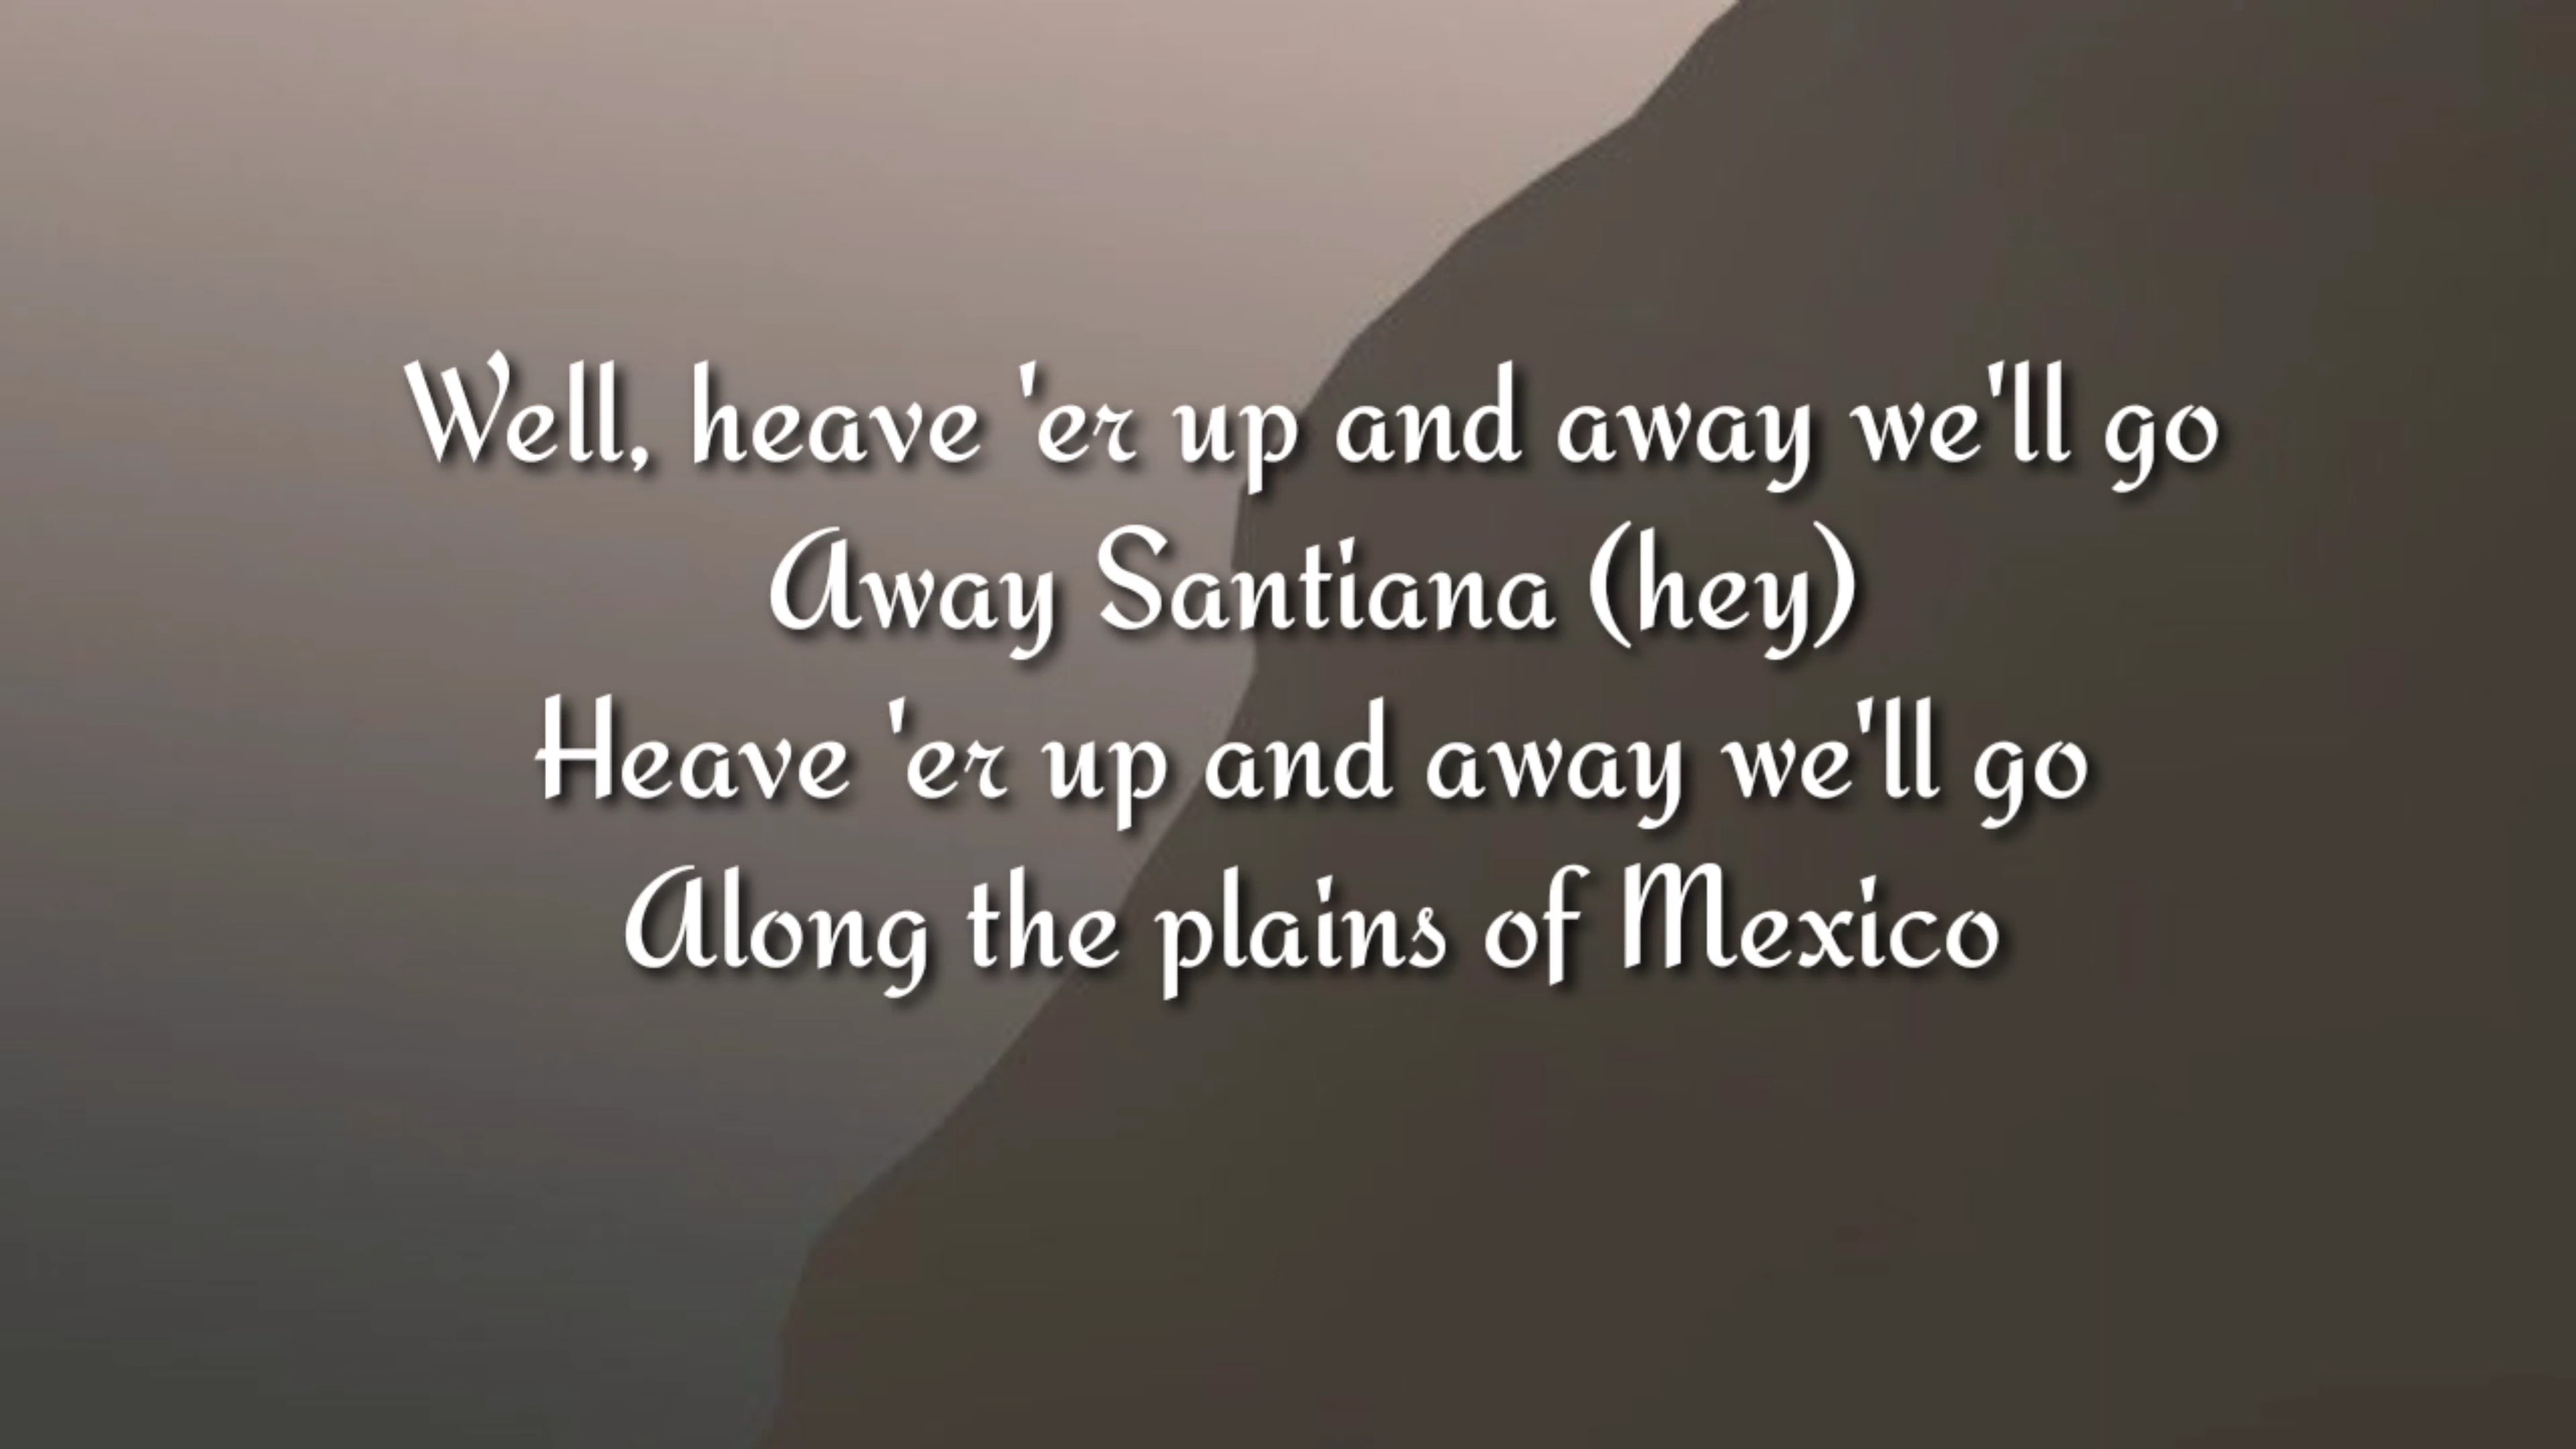 Well, heave 'er up and away we'll go
Away Santiana (hey)
Heave 'er up and away we'll go
Along the plains of Mexico